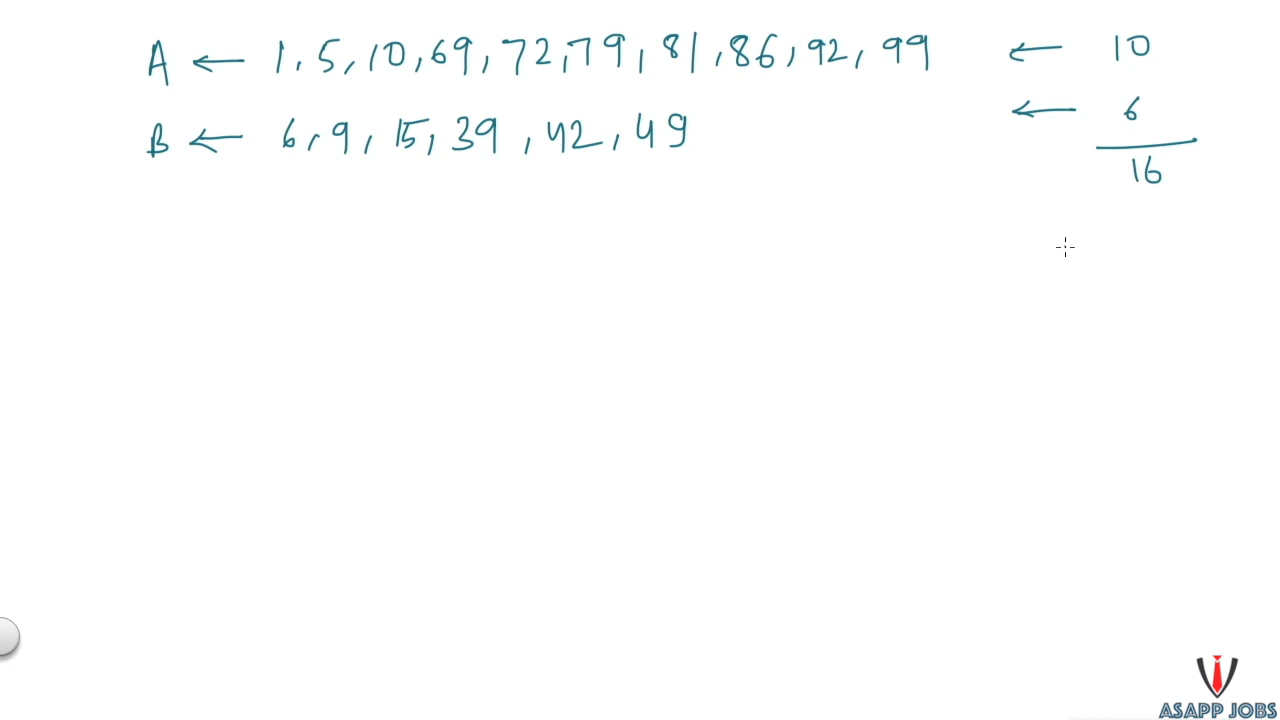 A ← 1, 5, 10, 69, 72, 79, 81, 86, 92, 99 ← 10
← 6
B ← 6, 9, 15, 39, 42, 49
16
ASAPP JOBS